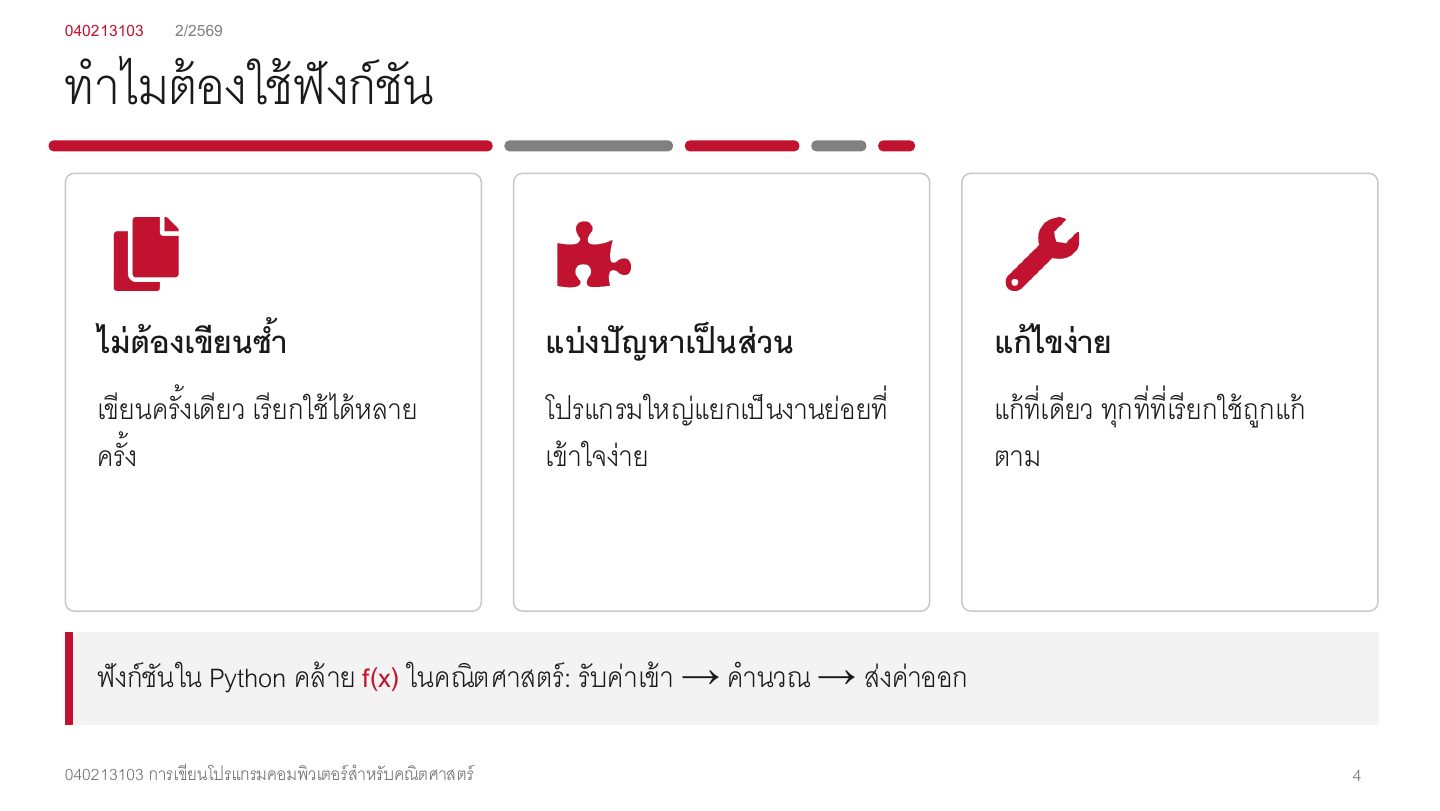 040213103 2/2569
ทำไมต้องใช้ฟังก์ชัน
ไม่ต้องเขียนซ้ำ
เขียนครั้งเดียว เรียกใช้ได้หลาย
ครั้ง
แบ่งปัญหาเป็นส่วน
โปรแกรมใหญ่แยกเป็นงานย่อยที่
เข้าใจง่าย
แก้ไขง่าย
แก้ที่เดียว ทุกที่ที่เรียกใช้ถูกแก้
ตาม
ฟังก์ชันใน Python คล้าย f(x) ในคณิตศาสตร์: รับค่าเข้า → คำนวณ → ส่งค่าออก
040213103 การเขียนโปรแกรมคอมพิวเตอร์สำหรับคณิตศาสตร์ 4